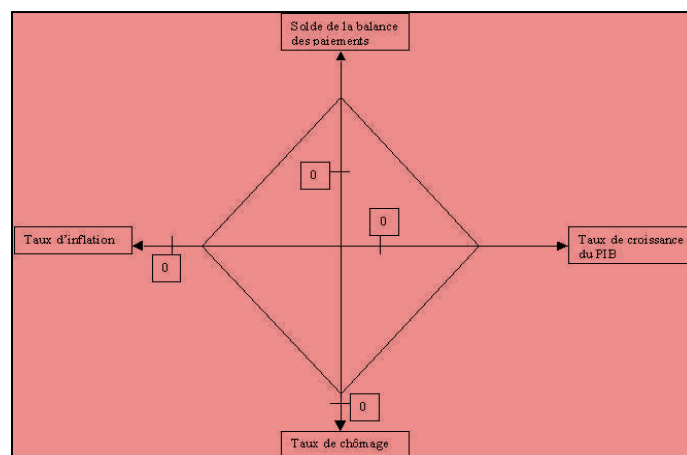 Solde de la balance
des paiements
0
0
Taux d'inflation
Taux de croissance
du PIB
0
0
Taux de chômage